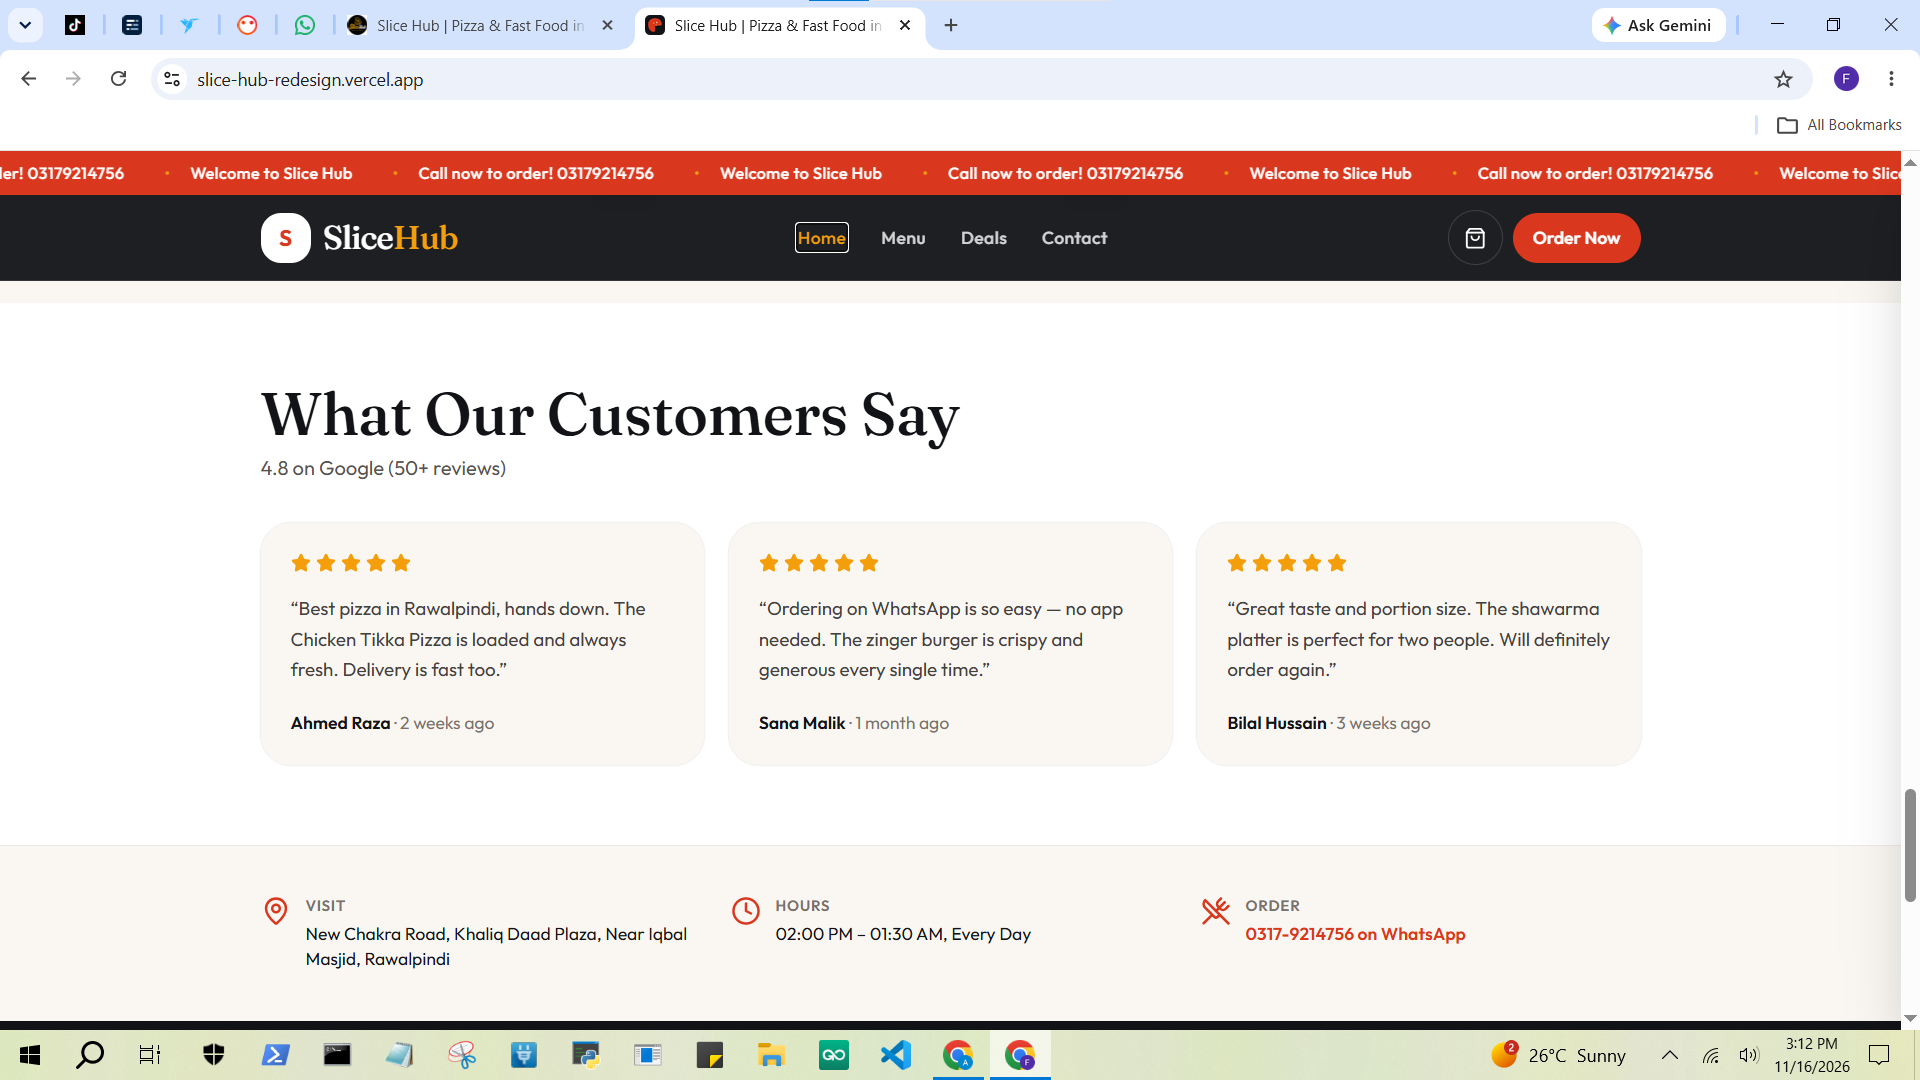 Slice Hub | Pizza & Fast Food in
Slice Hub | Pizza & Fast Food in
Ask Gemini
slice-hub-redesign.vercel.app
F
All Bookmarks
ler! 03179214756 • Welcome to Slice Hub • Call now to order! 03179214756 • Welcome to Slice Hub • Call now to order! 03179214756 • Welcome to Slice Hub • Call now to order! 03179214756 • Welcome to Slice
S SliceHub
Home
Menu
Deals
Contact
Order Now
What Our Customers Say
4.8 on Google (50+ reviews)
“Best pizza in Rawalpindi, hands down. The
Chicken Tikka Pizza is loaded and always
fresh. Delivery is fast too.”
Ahmed Raza · 2 weeks ago
“Ordering on WhatsApp is so easy — no app
needed. The zinger burger is crispy and
generous every single time.”
Sana Malik · 1 month ago
“Great taste and portion size. The shawarma
platter is perfect for two people. Will definitely
order again.”
Bilal Hussain · 3 weeks ago
VISIT
New Chakra Road, Khaliq Daad Plaza, Near Iqbal
Masjid, Rawalpindi
HOURS
02:00 PM – 01:30 AM, Every Day
ORDER
0317-9214756 on WhatsApp
A
F
2
26°C Sunny
3:12 PM
11/16/2026